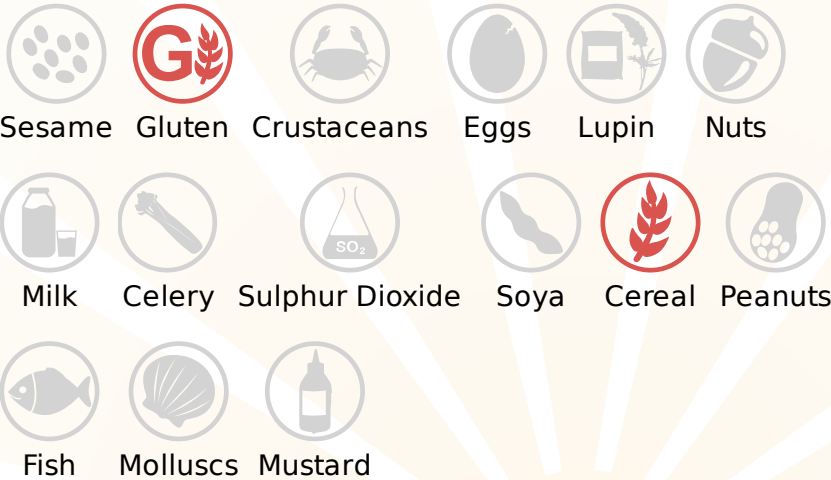 G
Sesame Gluten Crustaceans Eggs Lupin Nuts
SO₂
Milk Celery Sulphur Dioxide Soya Cereal Peanuts
Fish Molluscs Mustard